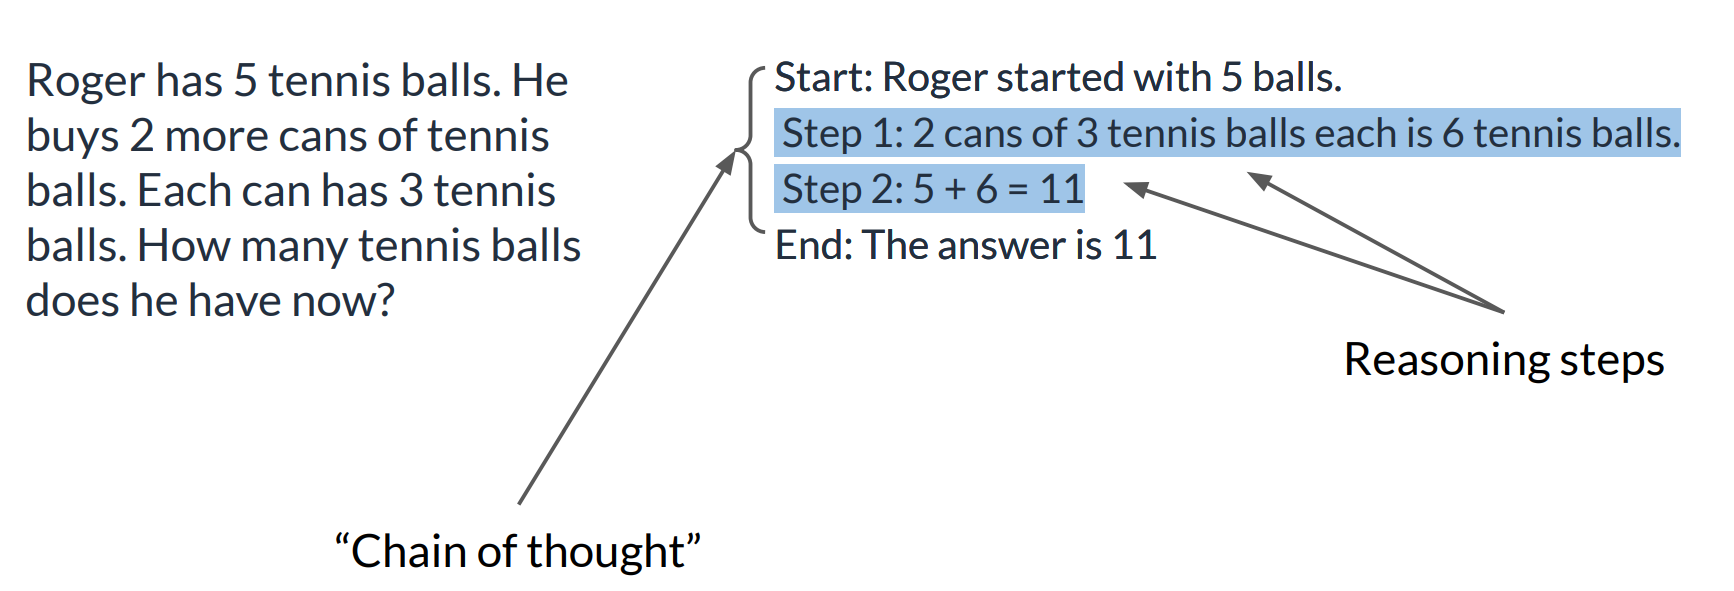 Roger has 5 tennis balls. He
buys 2 more cans of tennis
balls. Each can has 3 tennis
balls. How many tennis balls
does he have now?
Start: Roger started with 5 balls.
Step 1: 2 cans of 3 tennis balls each is 6 tennis balls.
Step 2: 5 + 6 = 11
End: The answer is 11
Reasoning steps
“Chain of thought”